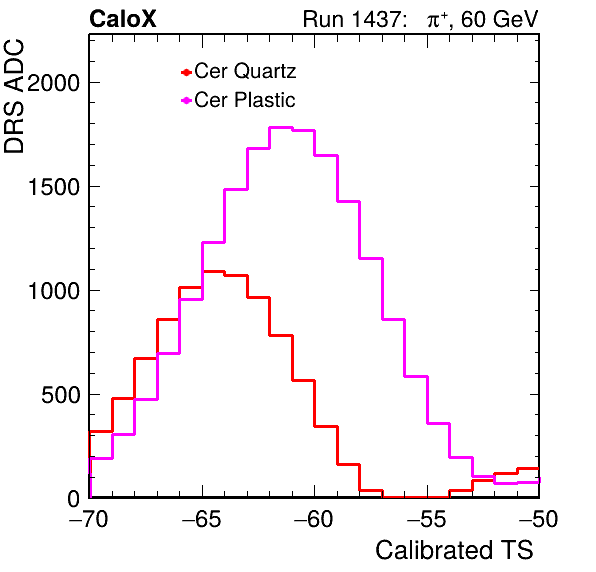 CaloX Run 1437: π⁺, 60 GeV
DRS ADC
Cer Quartz
Cer Plastic
2000
1500
1000
500
0
−70 −65 −60 −55 −50
Calibrated TS